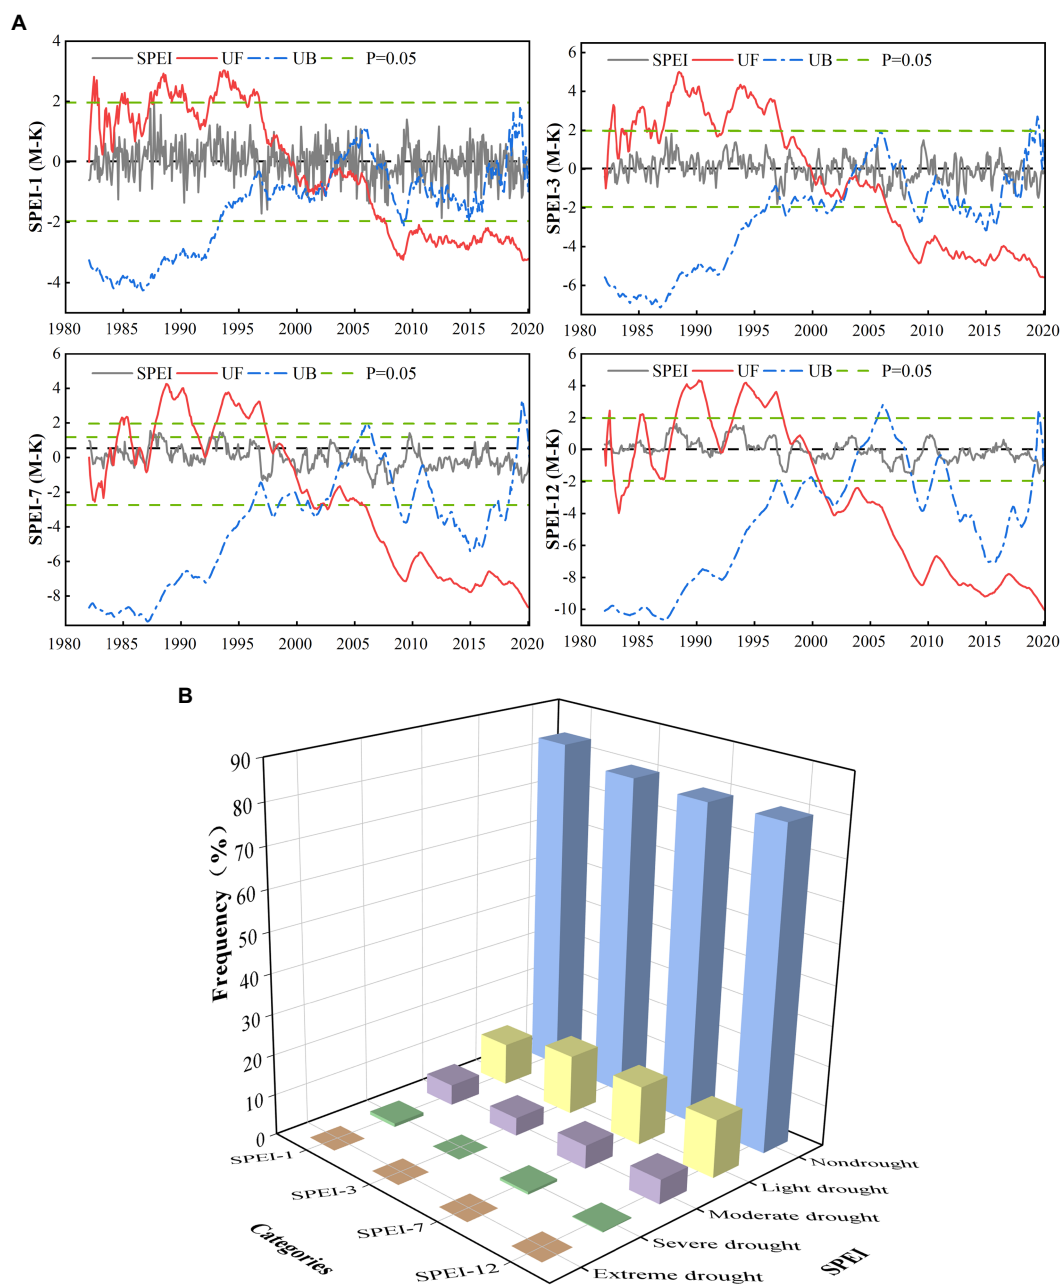 A
SPEI UF UB P=0.05
SPEI-1 (M-K)
4
2
0
-2
-4
1980 1985 1990 1995 2000 2005 2010 2015 2020
SPEI UF UB P=0.05
SPEI-3 (M-K)
6
4
2
0
-2
-4
-6
1980 1985 1990 1995 2000 2005 2010 2015 2020
SPEI UF UB P=0.05
SPEI-7 (M-K)
6
4
2
0
-2
-4
-6
-8
1980 1985 1990 1995 2000 2005 2010 2015 2020
SPEI UF UB P=0.05
SPEI-12 (M-K)
6
4
2
0
-2
-4
-6
-8
-10
1980 1985 1990 1995 2000 2005 2010 2015 2020
B
Frequency（%）
90
80
70
60
50
40
30
20
10
0
SPEI-1
SPEI-3
SPEI-7
SPEI-12
Categories
Nondrought
Light drought
Moderate drought
Severe drought
Extreme drought
SPEI